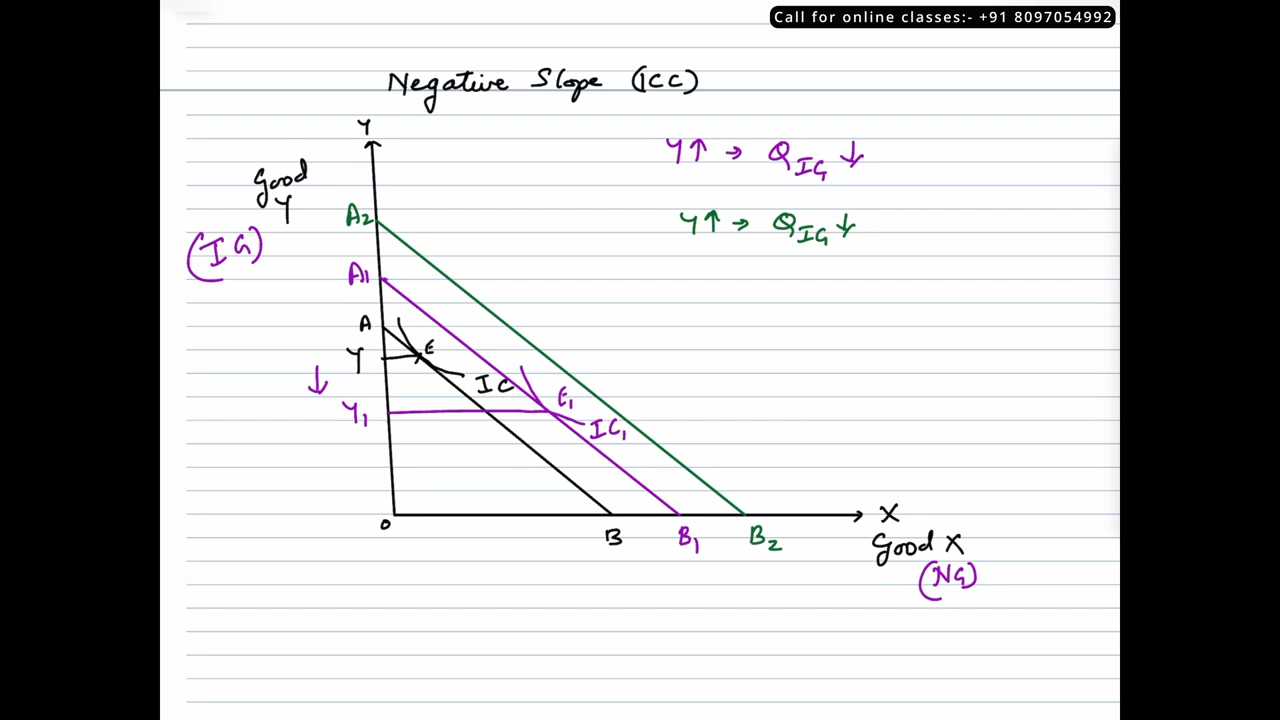 Call for online classes:- +91 8097054992
Negative Slope (ICC)
Y
Good
Y
(IG)
Y↑ → Q_IG ↓
Y↑ → Q_IG ↓
A2
A1
A
Y
E
IC
↓
Y1
E1
IC1
0
B
B1
B2
X
Good X
(NG)